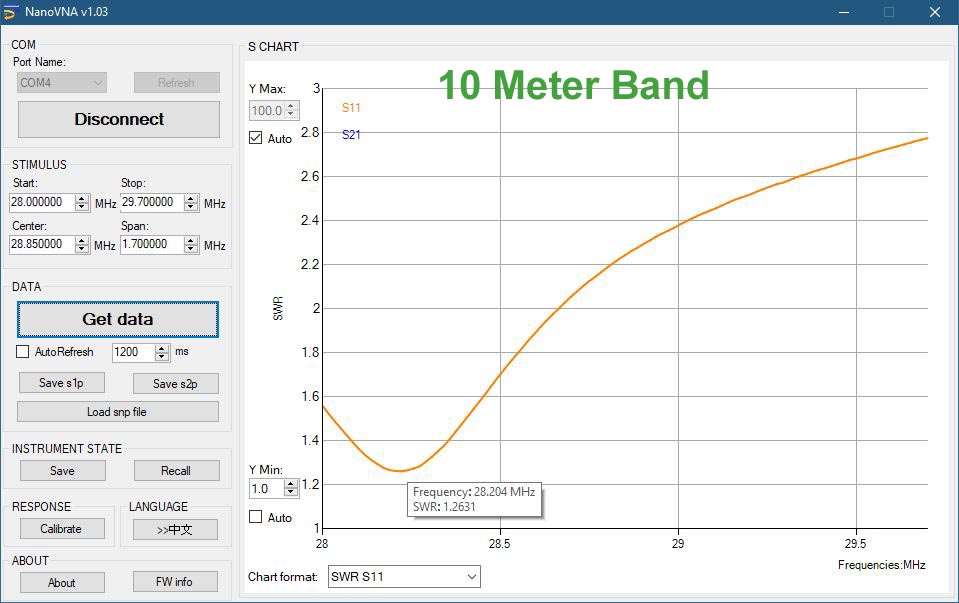 NanoVNA v1.03
COM
Port Name:
COM4
Refresh
Disconnect
STIMULUS
Start:
Stop:
28.000000 MHz 29.700000 MHz
Center:
Span:
28.850000 MHz 1.700000 MHz
DATA
Get data
AutoRefresh 1200 ms
Save s1p
Save s2p
Load snp file
INSTRUMENT STATE
Save
Recall
RESPONSE
LANGUAGE
Calibrate
>>中文
ABOUT
About
FW info
S CHART
10 Meter Band
Y Max:
100.0
Auto
S11
S21
3
2.8
2.6
2.4
2.2
2
1.8
1.6
1.4
1.2
1
SWR
Y Min:
1.0
Auto
Frequency: 28.204 MHz
SWR: 1.2631
28
28.5
29
29.5
Frequencies:MHz
Chart format:
SWR S11